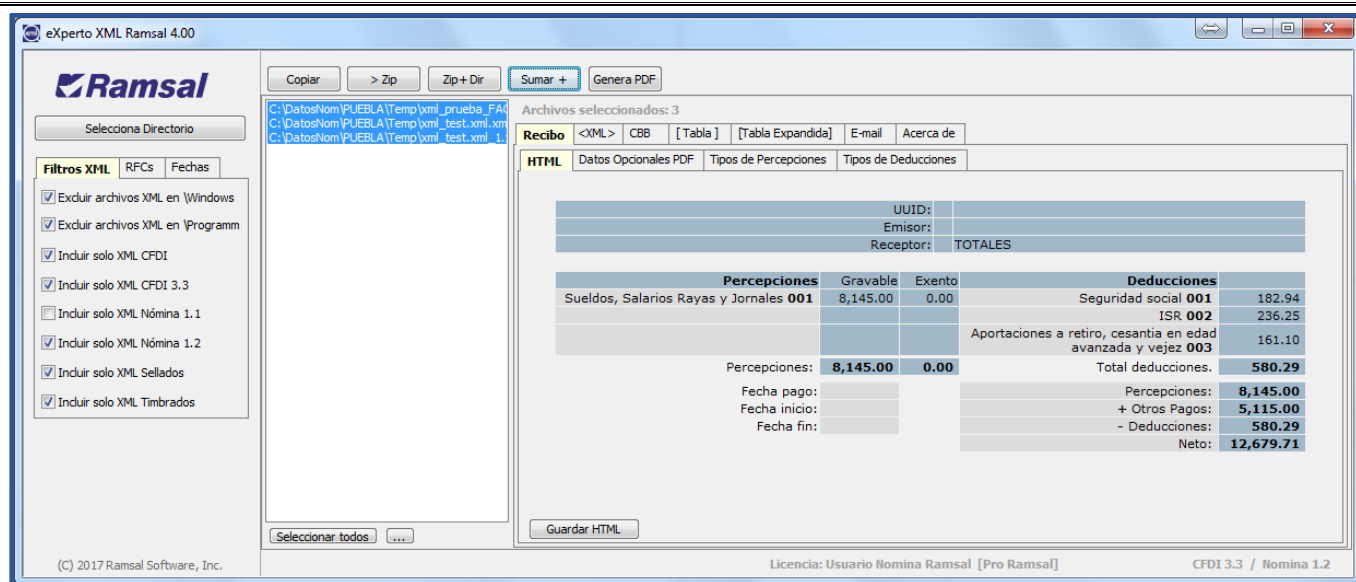 eXperto XML Ramsal 4.00
Ramsal
Selecciona Directorio
Filtros XML RFCs Fechas
Excluir archivos XML en \Windows
Excluir archivos XML en \Programm
Incluir solo XML CFDI
Incluir solo XML CFDI 3.3
Incluir solo XML Nómina 1.1
Incluir solo XML Nómina 1.2
Incluir solo XML Sellados
Incluir solo XML Timbrados
(C) 2017 Ramsal Software, Inc.
Copiar > Zip Zip+Dir Sumar + Genera PDF
C:\DatosNom\PUEBLA\Temp\xml_prueba_FAC
C:\DatosNom\PUEBLA\Temp\xml_test.xml.xm
C:\DatosNom\PUEBLA\Temp\xml_test.xml_1.
Seleccionar todos ...
Archivos seleccionados: 3
Recibo <XML> CBB [ Tabla ] [Tabla Expandida] E-mail Acerca de
HTML Datos Opcionales PDF Tipos de Percepciones Tipos de Deducciones
UUID:
Emisor:
Receptor: TOTALES
Percepciones Gravable Exento Deducciones
Sueldos, Salarios Rayas y Jornales 001 8,145.00 0.00 Seguridad social 001 182.94
ISR 002 236.25
Aportaciones a retiro, cesantia en edad
avanzada y vejez 003 161.10
Percepciones: 8,145.00 0.00 Total deducciones. 580.29
Fecha pago: Percepciones: 8,145.00
Fecha inicio: + Otros Pagos: 5,115.00
Fecha fin: - Deducciones: 580.29
Neto: 12,679.71
Guardar HTML
Licencia: Usuario Nomina Ramsal [Pro Ramsal] CFDI 3.3 / Nomina 1.2